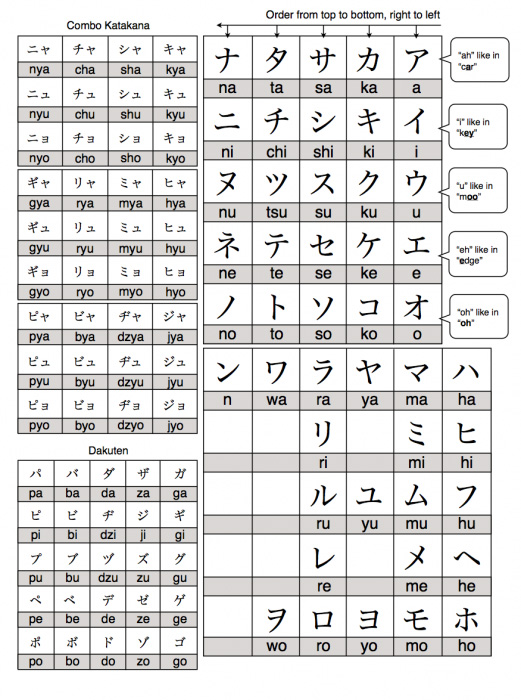 Combo Katakana
ニャ チャ シャ キャ
nya cha sha kya
ニュ チュ シュ キュ
nyu chu shu kyu
ニョ チョ ショ キョ
nyo cho sho kyo
ギャ リャ ミャ ヒャ
gya rya mya hya
ギュ リュ ミュ ヒュ
gyu ryu myu hyu
ギョ リョ ミョ ヒョ
gyo ryo myo hyo
ピャ ビャ ヂャ ジャ
pya bya dzya jya
ピュ ビュ ヂュ ジュ
pyu byu dzyu jyu
ピョ ビョ ヂョ ジョ
pyo byo dzyo jyo
Dakuten
パ バ ダ ザ ガ
pa ba da za ga
ピ ビ ヂ ジ ギ
pi bi dzi ji gi
プ ブ ヅ ズ グ
pu bu dzu zu gu
ペ ベ デ ゼ ゲ
pe be de ze ge
ポ ボ ド ゾ ゴ
po bo do zo go
Order from top to bottom, right to left
ナ タ サ カ ア
na ta sa ka a
"ah" like in
"car"
ニ チ シ キ イ
ni chi shi ki i
"i" like in
"key"
ヌ ツ ス ク ウ
nu tsu su ku u
"u" like in
"moo"
ネ テ セ ケ エ
ne te se ke e
"eh" like in
"edge"
ノ ト ソ コ オ
no to so ko o
"oh" like in
"oh"
ン ワ ラ ヤ マ ハ
n wa ra ya ma ha
リ ミ ヒ
ri mi hi
ル ユ ム フ
ru yu mu hu
レ メ ヘ
re me he
ヲ ロ ヨ モ ホ
wo ro yo mo ho